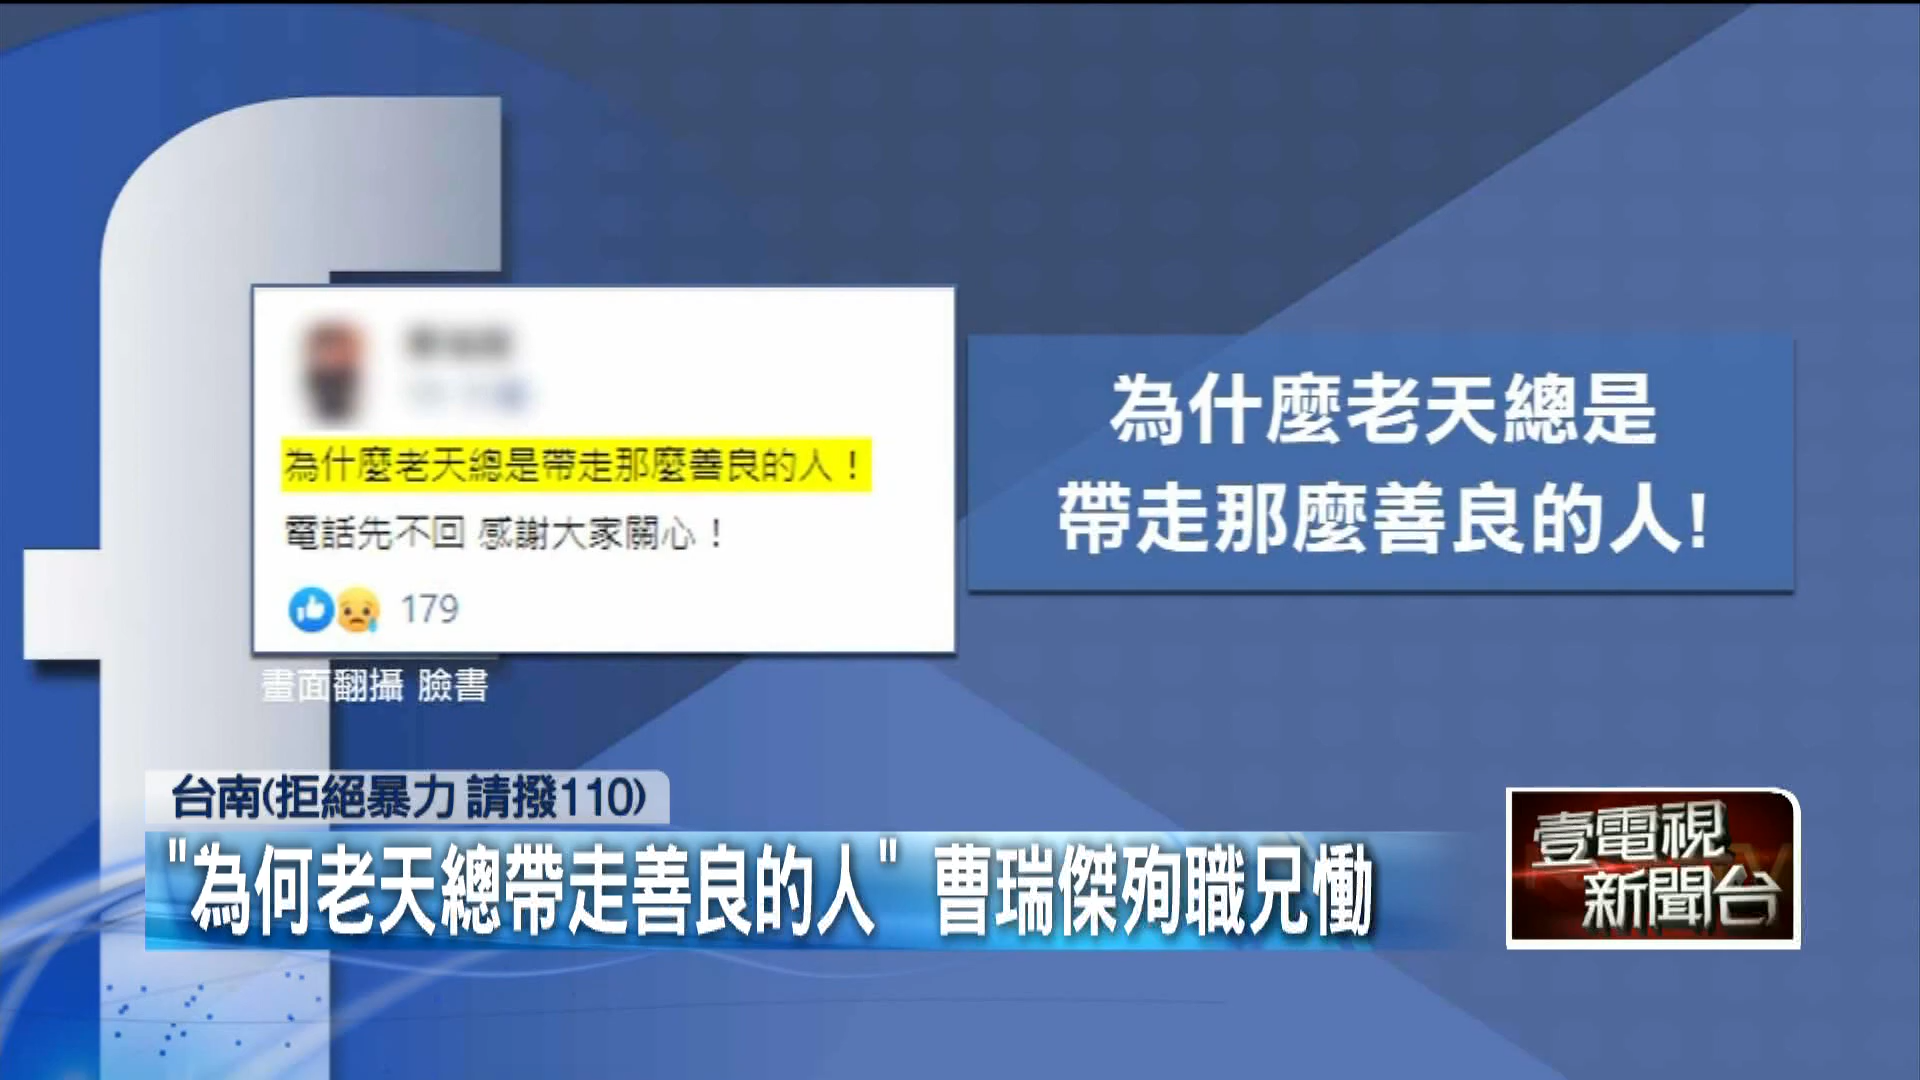 為什麼老天總是帶走那麼善良的人！
電話先不回 感謝大家關心！
179
畫面翻攝 臉書
為什麼老天總是
帶走那麼善良的人!
台南(拒絕暴力 請撥110)
"為何老天總帶走善良的人" 曹瑞傑殉職兄慟
壹電視
新聞台